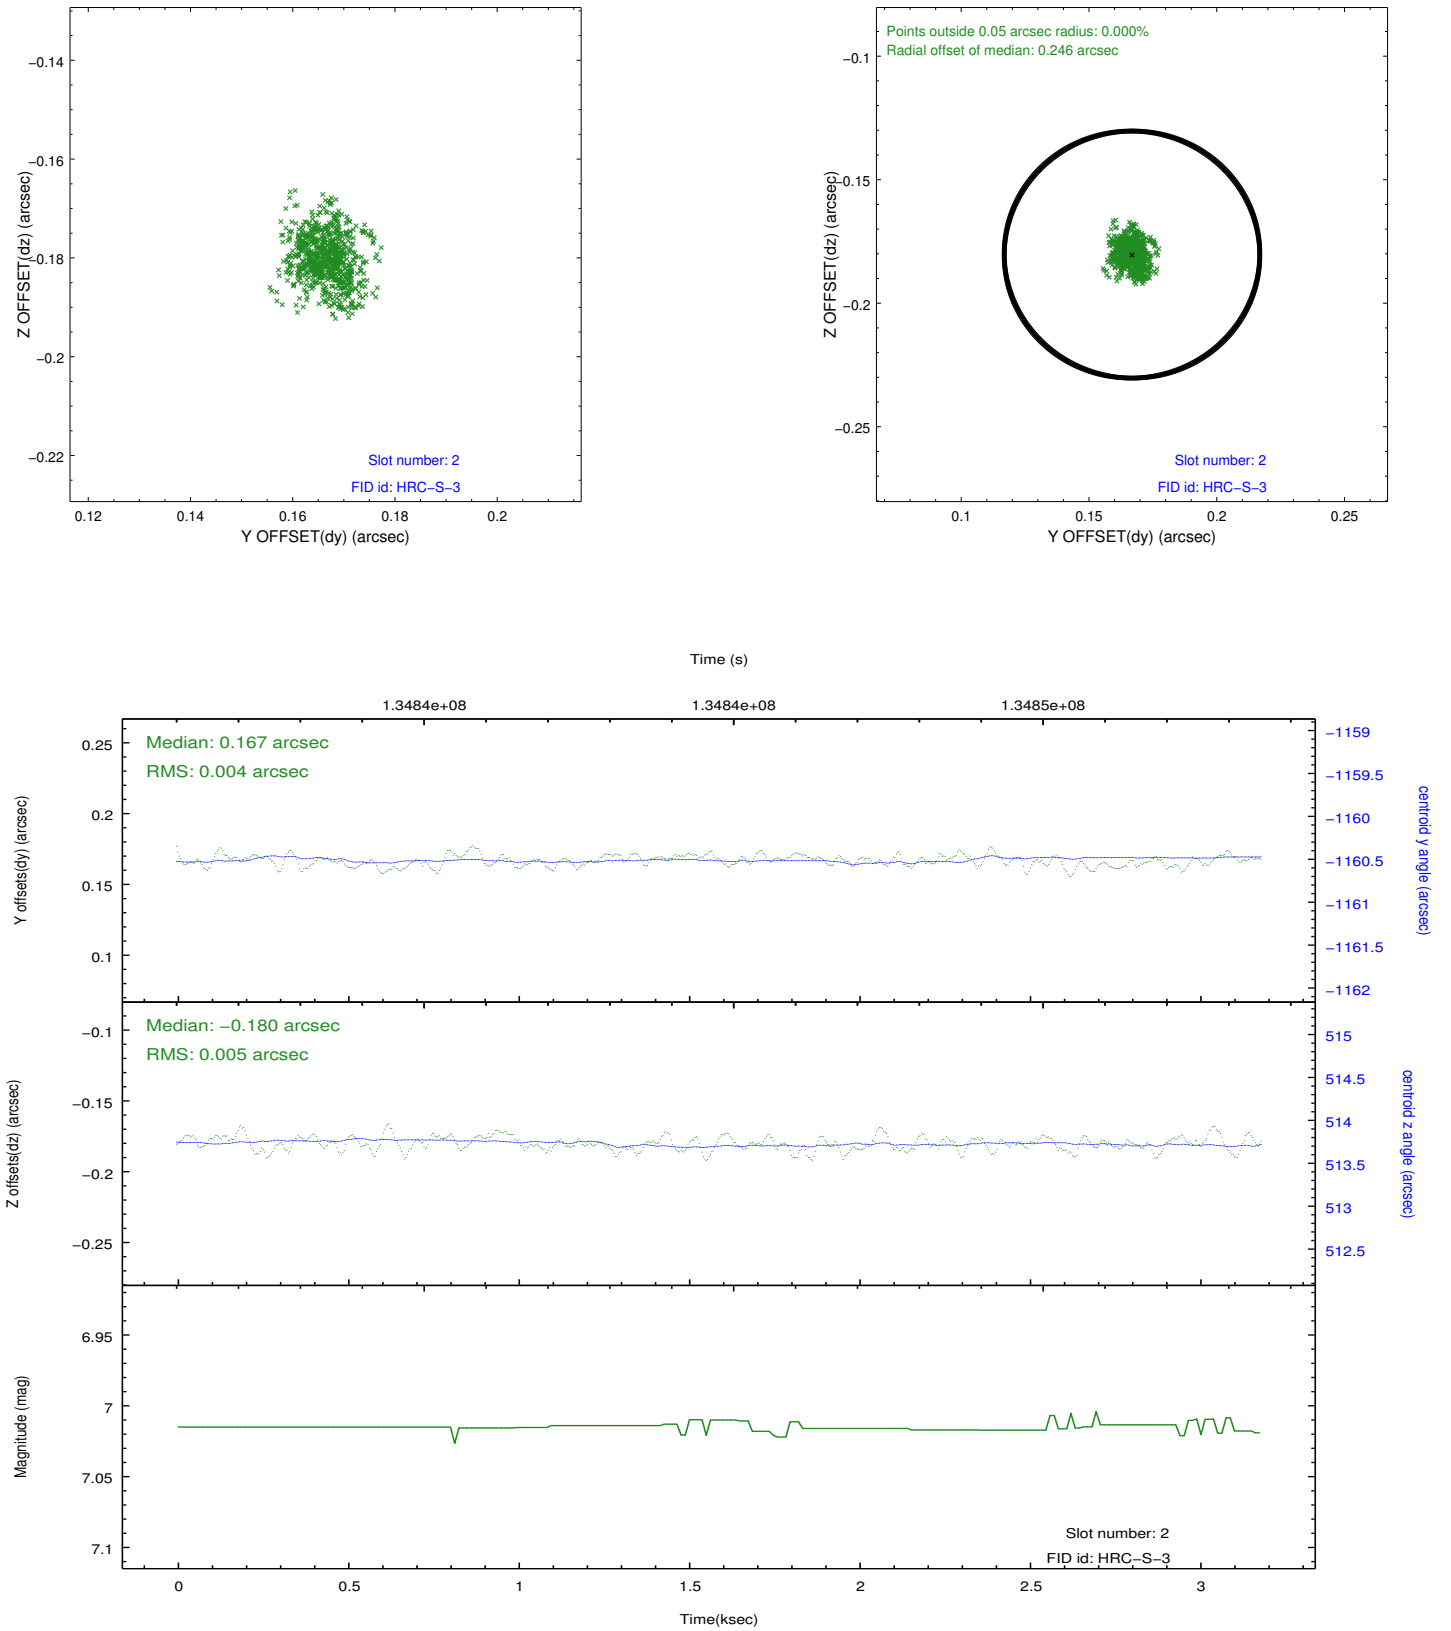 −0.14
−0.16
−0.18
−0.2
−0.22
Z OFFSET(dz) (arcsec)
Slot number: 2
FID id: HRC−S−3
0.12
0.14
0.16
0.18
0.2
Y OFFSET(dy) (arcsec)
Points outside 0.05 arcsec radius: 0.000%
Radial offset of median: 0.246 arcsec
−0.1
−0.15
−0.2
−0.25
Z OFFSET(dz) (arcsec)
Slot number: 2
FID id: HRC−S−3
0.1
0.15
0.2
0.25
Y OFFSET(dy) (arcsec)
Time (s)
1.3484e+08
1.3484e+08
1.3485e+08
Median: 0.167 arcsec
RMS: 0.004 arcsec
0.25
0.2
0.15
0.1
Y offsets(dy) (arcsec)
−1159
−1159.5
−1160
−1160.5
−1161
−1161.5
−1162
centroid y angle (arcsec)
Median: −0.180 arcsec
RMS: 0.005 arcsec
−0.1
−0.15
−0.2
−0.25
Z offsets(dz) (arcsec)
515
514.5
514
513.5
513
512.5
centroid z angle (arcsec)
6.95
7
7.05
7.1
Magnitude (mag)
Slot number: 2
FID id: HRC−S−3
0
0.5
1
1.5
2
2.5
3
Time(ksec)